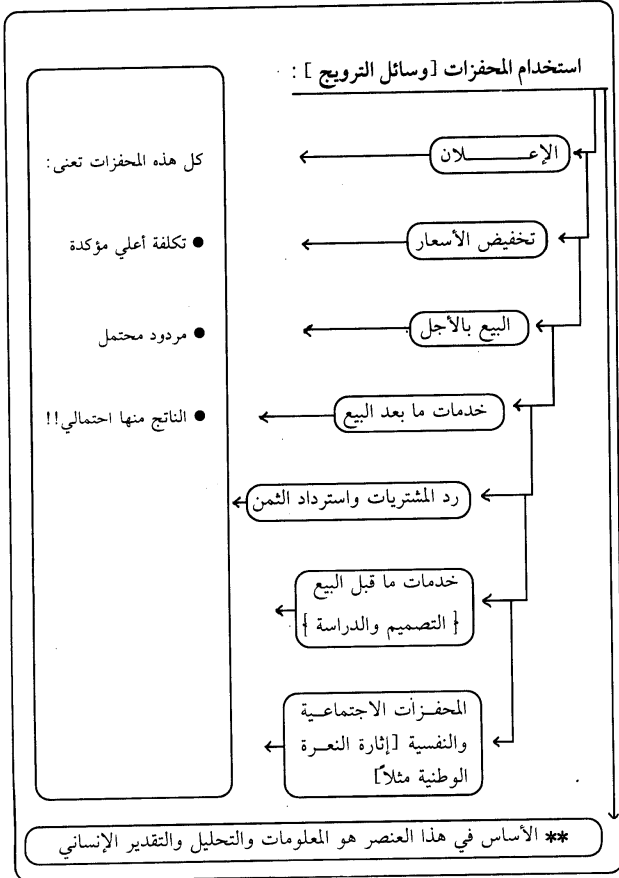 استخدام المحفزات [وسائل الترويج ] :
الإعـــــــــلان
تخفيض الأسعار
البيع بالأجل
خدمات ما بعد البيع
رد المشتريات واسترداد الثمن
خدمات ما قبل البيع
{ التصميم والدراسة }
المحفـزات الاجتماعـية
والنفسية [إثارة النعـرة
الوطنية مثلاً]
كل هذه المحفزات تعنى:
● تكلفة أعلي مؤكدة
● مردود محتمل
● الناتج منها احتمالي!!
** الأساس في هذا العنصر هو المعلومات والتحليل والتقدير الإنساني